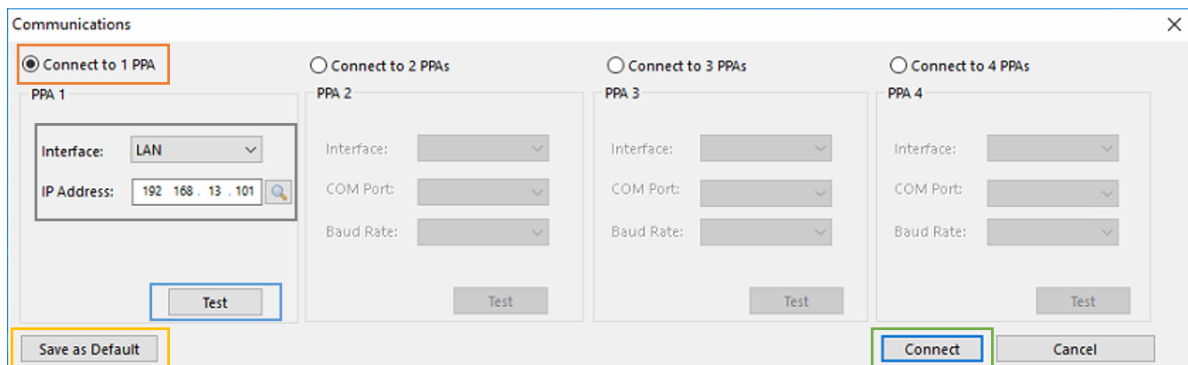 Communications
Connect to 1 PPA
Connect to 2 PPAs
Connect to 3 PPAs
Connect to 4 PPAs
PPA 1
Interface: LAN
IP Address: 192 168 . 13 . 101
Test
PPA 2
Interface:
COM Port:
Baud Rate:
Test
PPA 3
Interface:
COM Port:
Baud Rate:
Test
PPA 4
Interface:
COM Port:
Baud Rate:
Test
Save as Default
Connect
Cancel